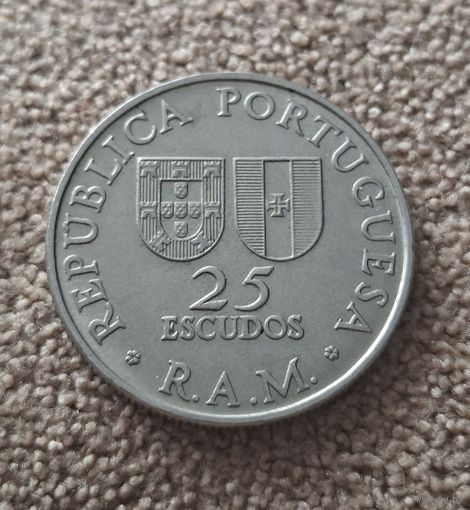 REPUBLICA PORTUGUESA
25
ESCUDOS
R.A.M.